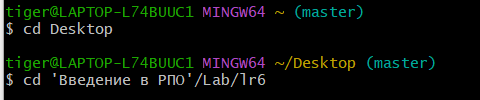 tiger@LAPTOP-L74BUUC1 MINGW64 ~ (master)
$ cd Desktop
tiger@LAPTOP-L74BUUC1 MINGW64 ~/Desktop (master)
$ cd 'Введение в РПО'/Lab/lr6